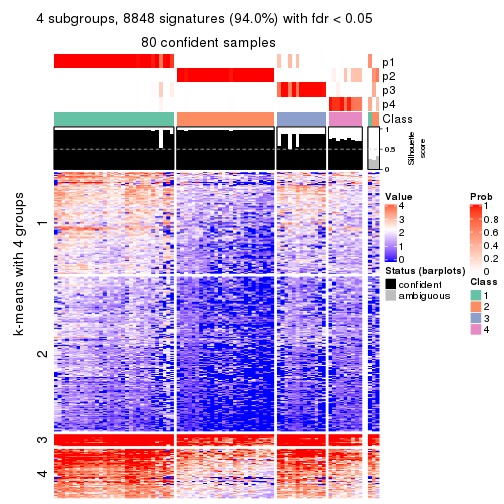 4 subgroups, 8848 signatures (94.0%) with fdr < 0.05
80 confident samples
p1
p2
p3
p4
Class
1
0.5
0
Silhouette
score
k-means with 4 groups
1
2
3
4
Value
4
3
2
1
0
Status (barplots)
confident
ambiguous
Prob
1
0.8
0.6
0.4
0.2
0
Class
1
2
3
4